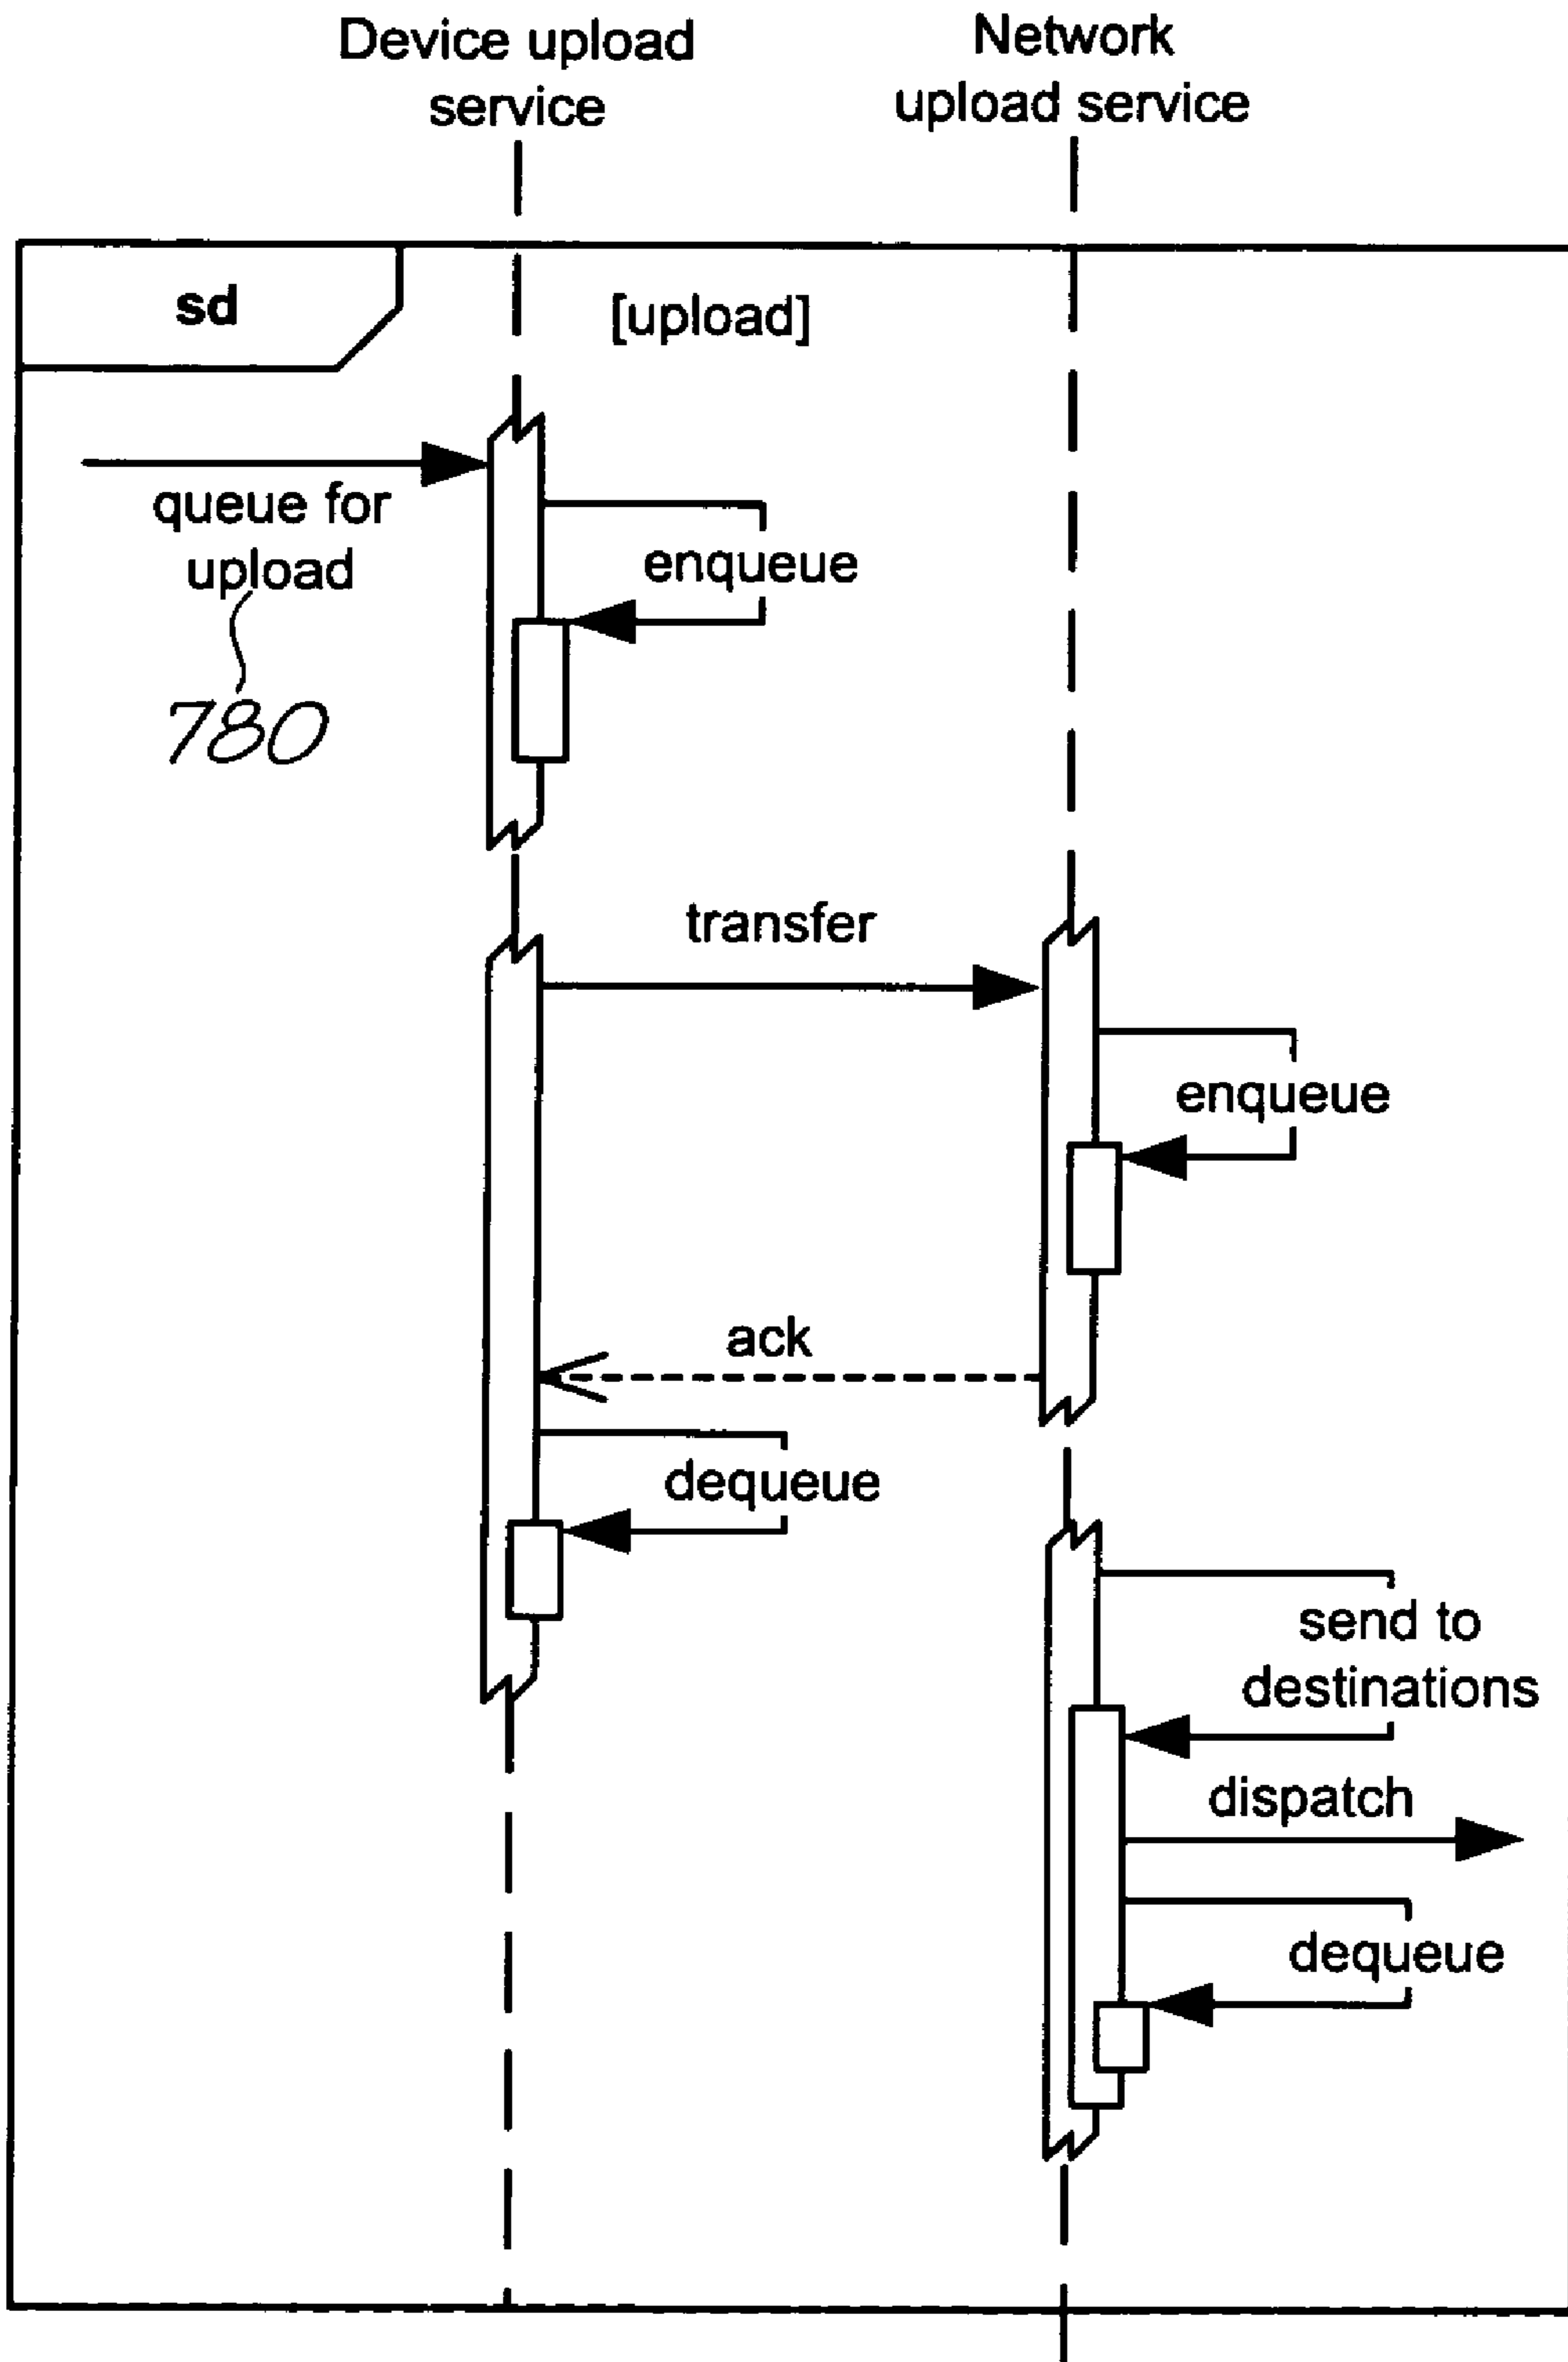 Device upload
service
Network
upload service
sd
[upload]
queue for
upload
780
enqueue
transfer
enqueue
ack
dequeue
send to
destinations
dispatch
dequeue